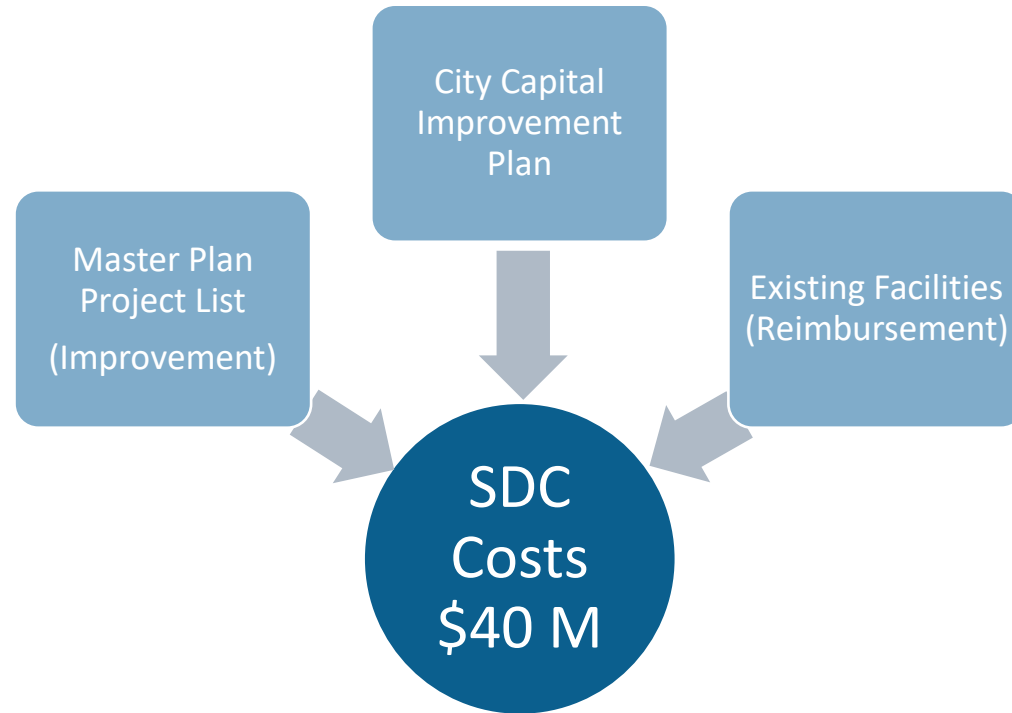 City Capital
Improvement
Plan
Master Plan
Project List
(Improvement)
Existing Facilities
(Reimbursement)
SDC
Costs
$40 M